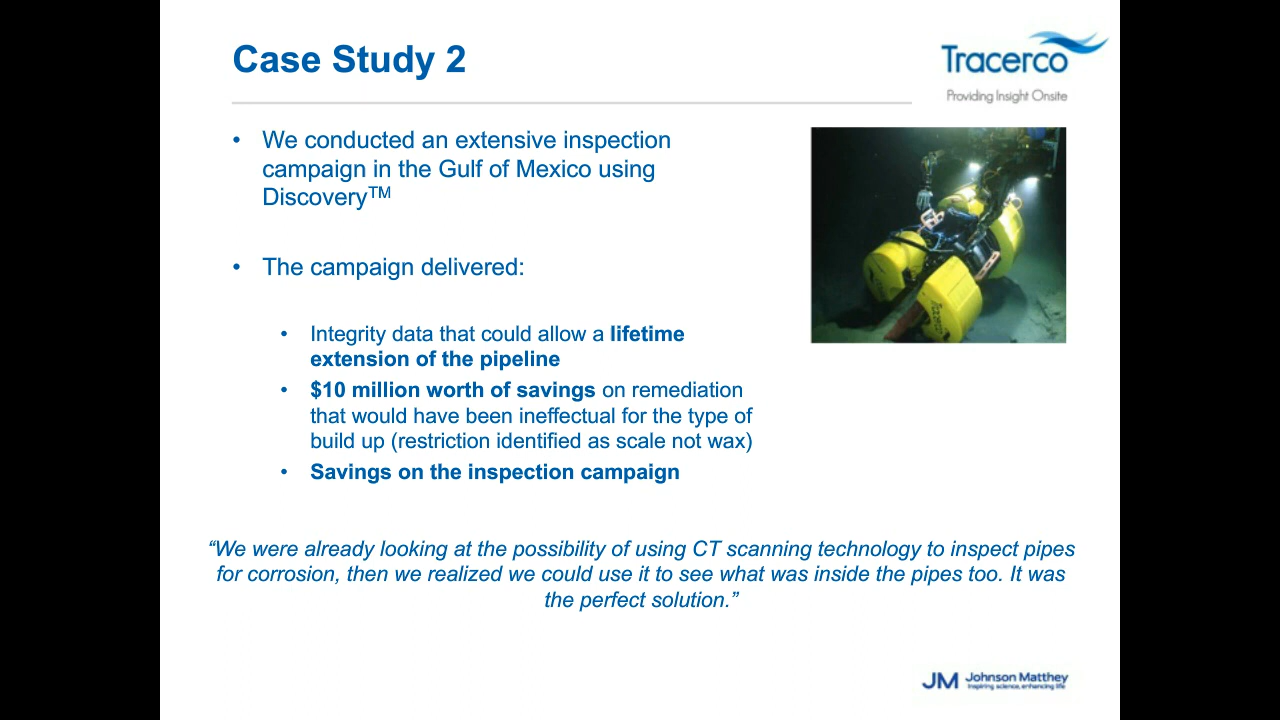 Case Study 2
Tracerco
Providing Insight Onsite
• We conducted an extensive inspection
campaign in the Gulf of Mexico using
Discovery™
• The campaign delivered:
• Integrity data that could allow a lifetime
extension of the pipeline
• $10 million worth of savings on remediation
that would have been ineffectual for the type of
build up (restriction identified as scale not wax)
• Savings on the inspection campaign
Tracerco
“We were already looking at the possibility of using CT scanning technology to inspect pipes
for corrosion, then we realized we could use it to see what was inside the pipes too. It was
the perfect solution.”
JM Johnson Matthey
Inspiring science, enhancing life